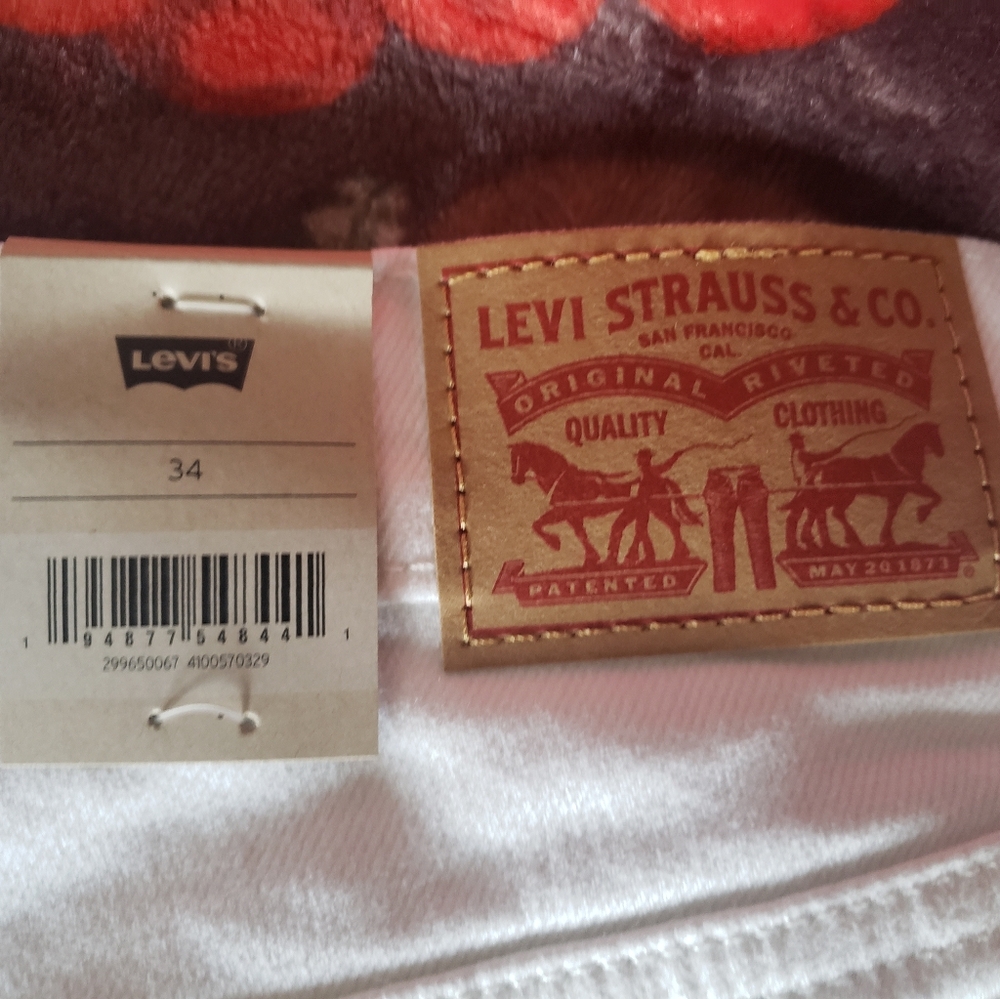 LEVI'S
34
1 94877 54844 1
299650067 4100570329
LEVI STRAUSS & CO.
SAN FRANCISCO
CAL.
ORIGINAL RIVETED
QUALITY CLOTHING
PATENTED MAY 20 1873